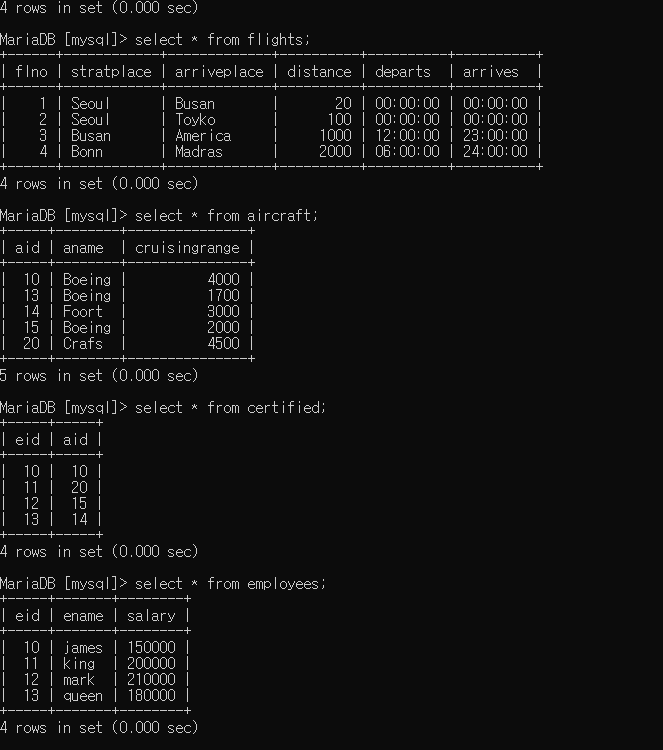 4 rows in set (0.000 sec)
MariaDB [mysql]> select * from flights;
+------+------------+-------------+----------+----------+----------+
| flno | stratplace | arriveplace | distance | departs  | arrives  |
+------+------------+-------------+----------+----------+----------+
|    1 | Seoul      | Busan       |       20 | 00:00:00 | 00:00:00 |
|    2 | Seoul      | Toyko       |      100 | 00:00:00 | 00:00:00 |
|    3 | Busan      | America     |     1000 | 12:00:00 | 23:00:00 |
|    4 | Bonn       | Madras      |     2000 | 06:00:00 | 24:00:00 |
+------+------------+-------------+----------+----------+----------+
4 rows in set (0.000 sec)
MariaDB [mysql]> select * from aircraft;
+-----+--------+---------------+
| aid | aname  | cruisingrange |
+-----+--------+---------------+
|  10 | Boeing |          4000 |
|  13 | Boeing |          1700 |
|  14 | Foort  |          3000 |
|  15 | Boeing |          2000 |
|  20 | Crafs  |          4500 |
+-----+--------+---------------+
5 rows in set (0.000 sec)
MariaDB [mysql]> select * from certified;
+-----+-----+
| eid | aid |
+-----+-----+
|  10 |  10 |
|  11 |  20 |
|  12 |  15 |
|  13 |  14 |
+-----+-----+
4 rows in set (0.000 sec)
MariaDB [mysql]> select * from employees;
+-----+-------+--------+
| eid | ename | salary |
+-----+-------+--------+
|  10 | james | 150000 |
|  11 | king  | 200000 |
|  12 | mark  | 210000 |
|  13 | queen | 180000 |
+-----+-------+--------+
4 rows in set (0.000 sec)